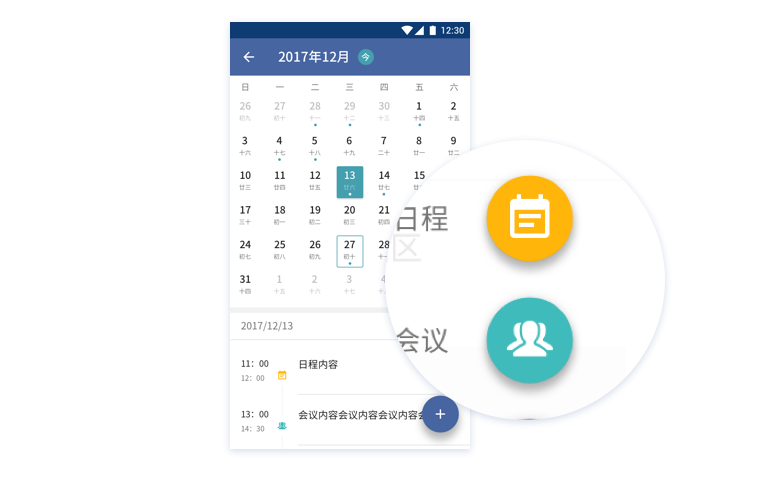 12:30
2017年12月 今
日 一 二 三 四 五 六
26 27 28 29 30 1 2
初九 初十 十一 十二 十三 十四 十五
3 4 5 6 7 8 9
十六 十七 十八 十九 二十 廿一 廿二
10 11 12 13 14 15
廿三 廿四 廿五 廿六 廿七
17 18 19 20 21
三十 初一 初二 初三 初四
24 25 26 27 28
初七 初八 初九 初十
31 1 2 3
十四 十五 十六 十七
2017/12/13
11：00 日程内容
12：00
13：00 会议内容会议内容会议内容
14：30
日程
区
会议